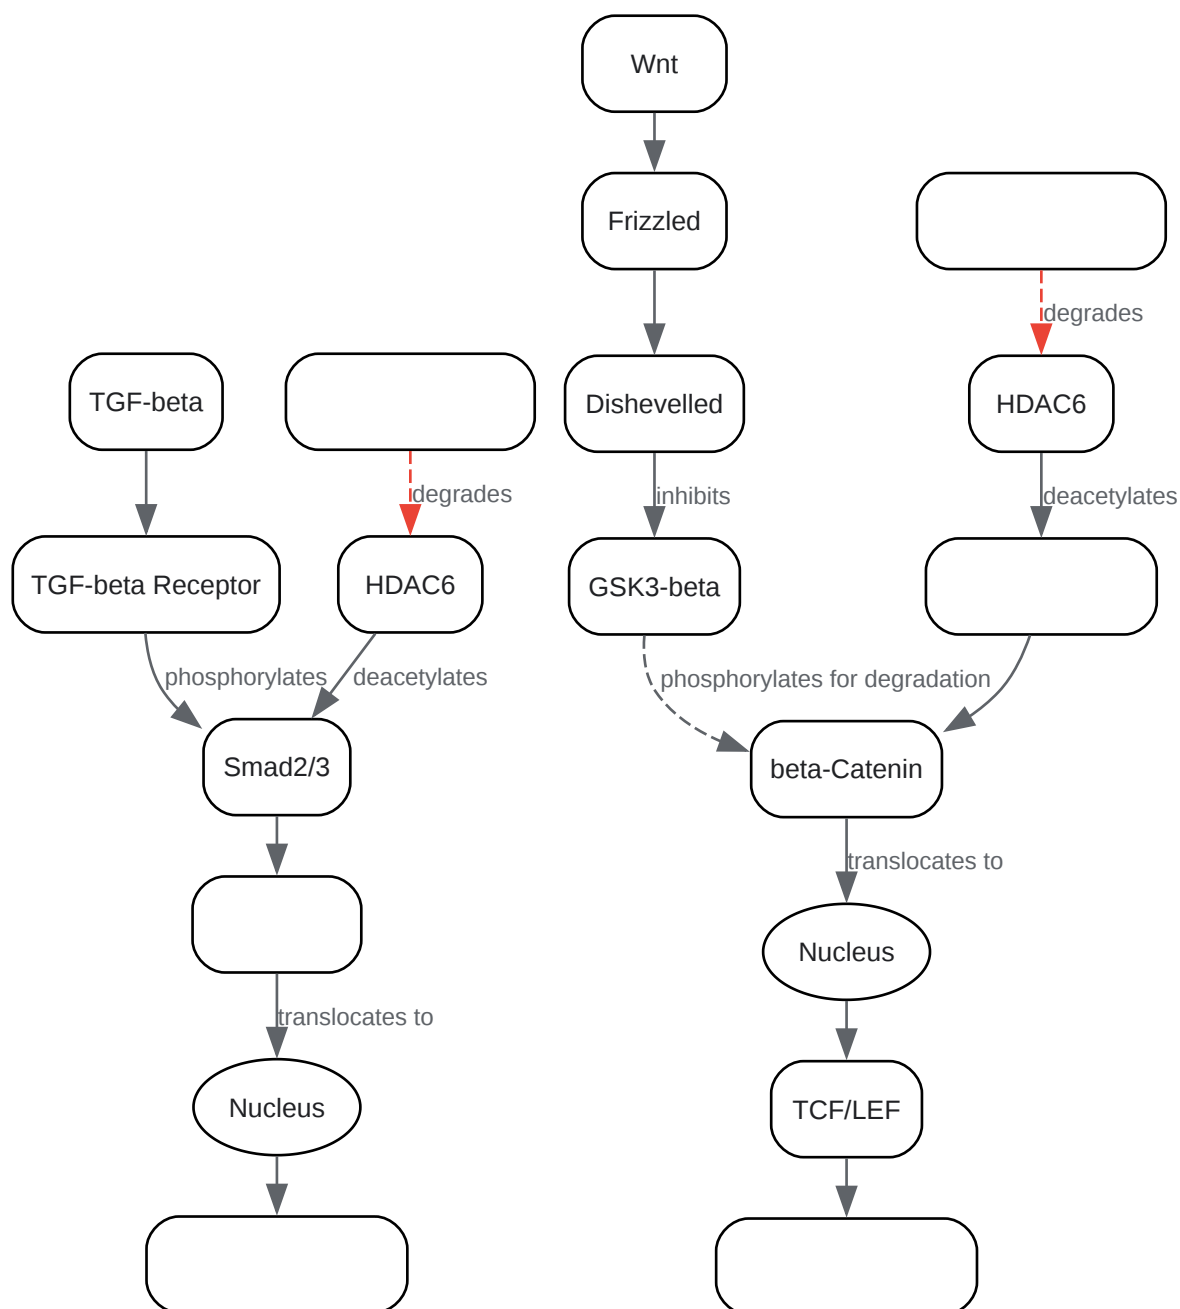 Wnt
Frizzled
degrades
TGF-beta
Dishevelled
HDAC6
degrades
inhibits
deacetylates
TGF-beta Receptor
HDAC6
GSK3-beta
phosphorylates
deacetylates
phosphorylates for degradation
Smad2/3
beta-Catenin
translocates to
Nucleus
translocates to
Nucleus
TCF/LEF